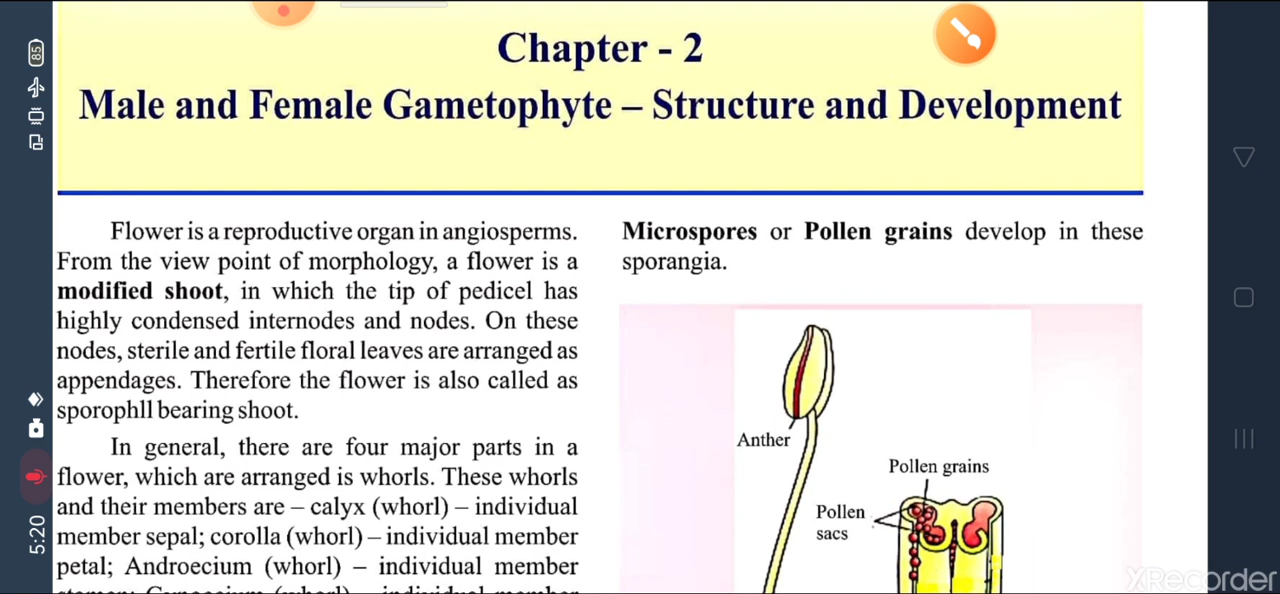 Chapter - 2
Male and Female Gametophyte – Structure and Development
Flower is a reproductive organ in angiosperms.
From the view point of morphology, a flower is a
modified shoot, in which the tip of pedicel has
highly condensed internodes and nodes. On these
nodes, sterile and fertile floral leaves are arranged as
appendages. Therefore the flower is also called as
sporophll bearing shoot.
In general, there are four major parts in a
flower, which are arranged is whorls. These whorls
and their members are – calyx (whorl) – individual
member sepal; corolla (whorl) – individual member
petal; Androecium (whorl) – individual member
Microspores or Pollen grains develop in these
sporangia.
Anther
Pollen grains
Pollen
sacs
85
5:20
XRecorder